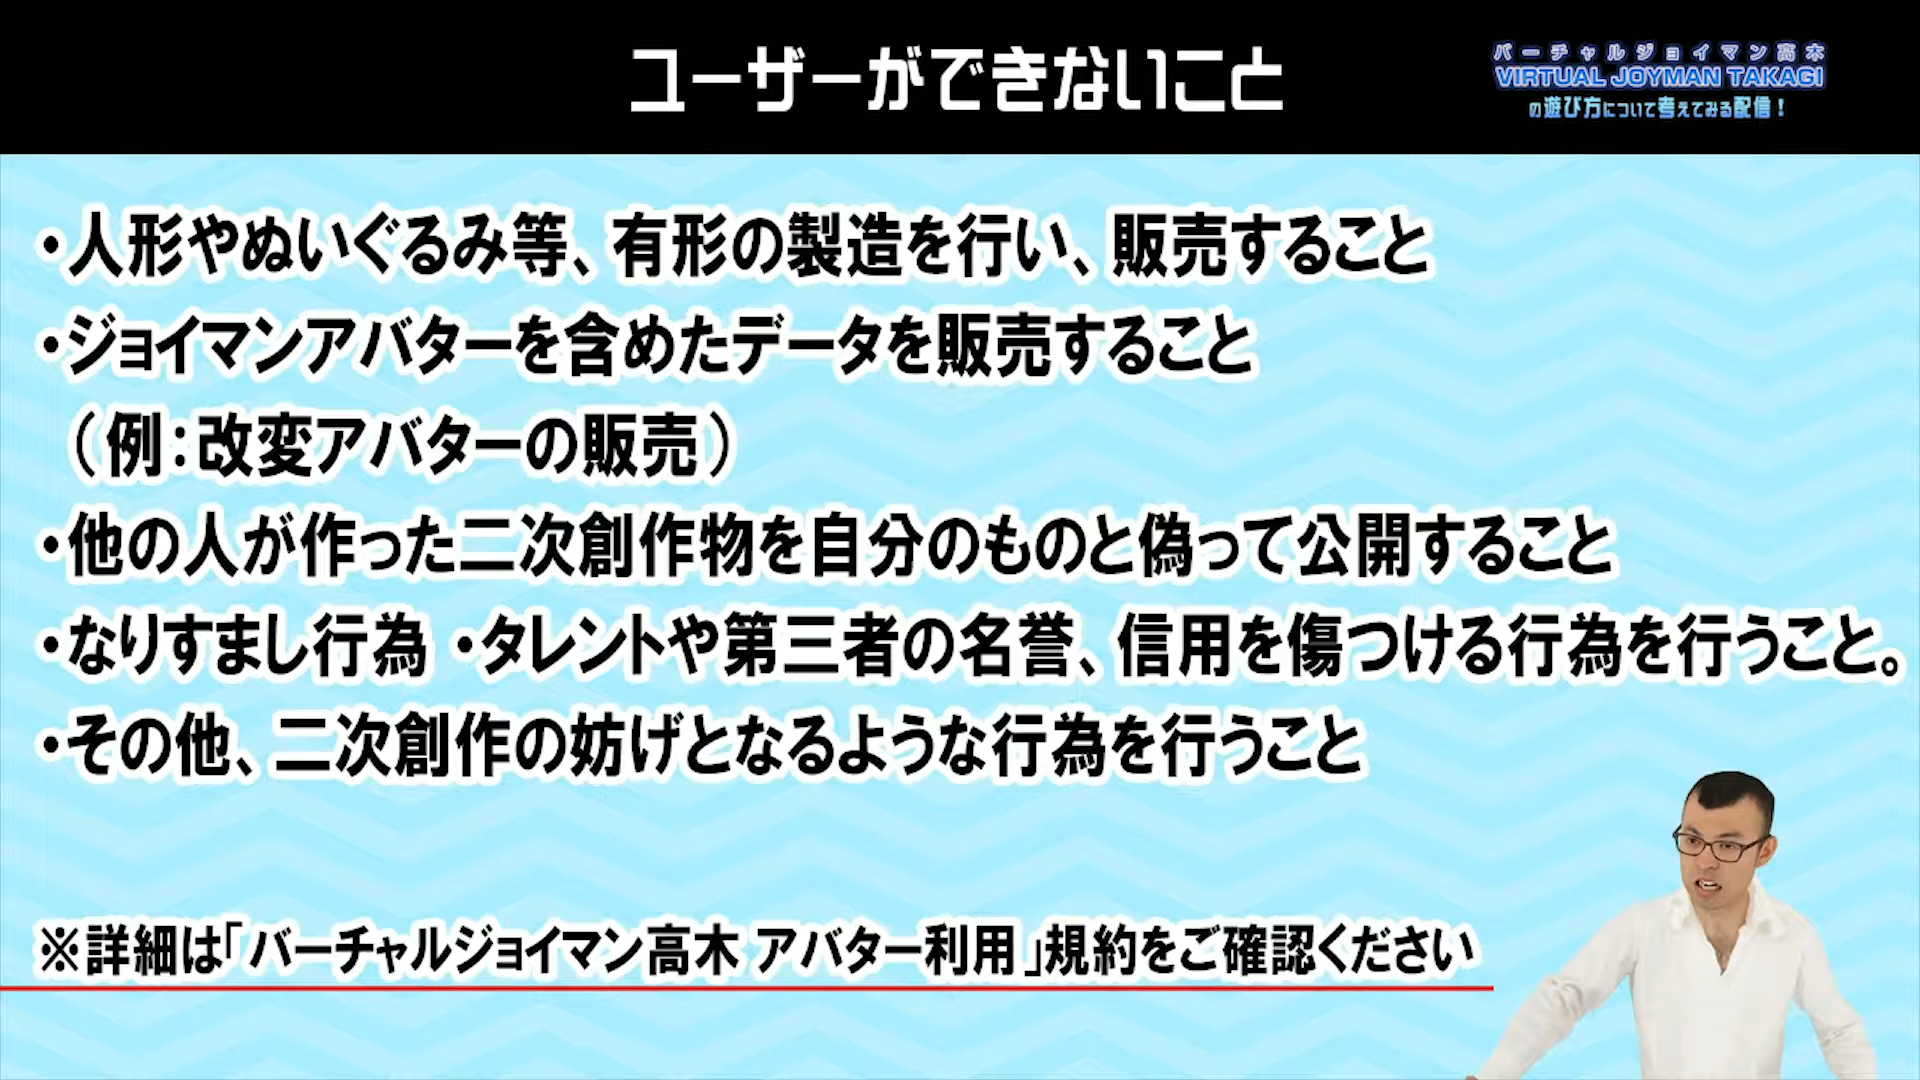 ユーザーができないこと
バーチャルジョイマン高木
VIRTUAL JOYMAN TAKAGI
の遊び方について考えてみる配信!
・人形やぬいぐるみ等、有形の製造を行い、販売すること
・ジョイマンアバターを含めたデータを販売すること
(例:改変アバターの販売)
・他の人が作った二次創作物を自分のものと偽って公開すること
・なりすまし行為 ・タレントや第三者の名誉、信用を傷つける行為を行うこと。
・その他、二次創作の妨げとなるような行為を行うこと
※詳細は「バーチャルジョイマン高木 アバター利用」規約をご確認ください